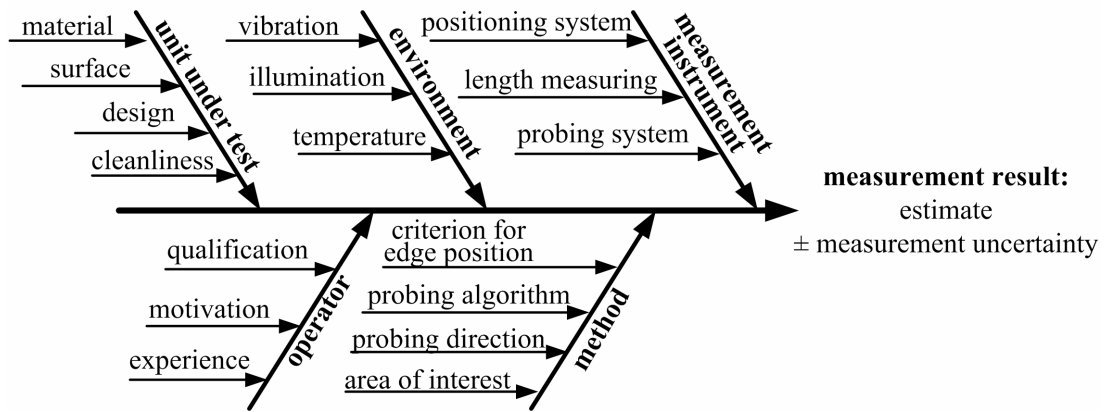 material
surface
design
cleanliness
unit under test
vibration
illumination
temperature
environment
positioning system
length measuring
probing system
measurement
instrument
measurement result:
estimate
± measurement uncertainty
qualification
motivation
experience
operator
criterion for
edge position
probing algorithm
probing direction
area of interest
method